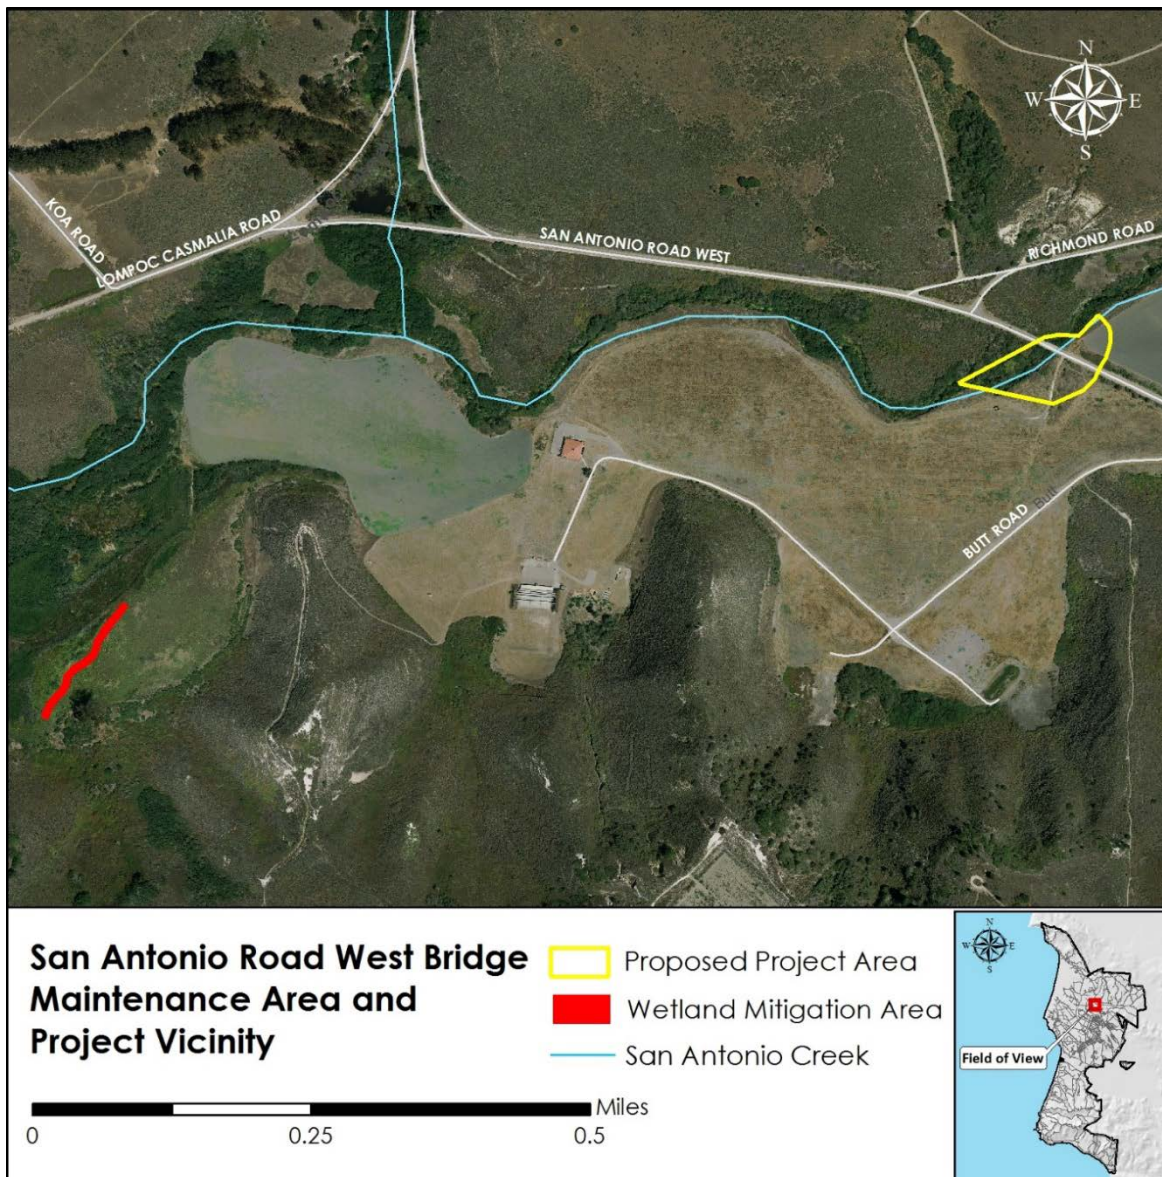 N
W E
S
KOA ROAD
LOMPOC CASMALIA ROAD
SAN ANTONIO ROAD WEST
RICHMOND ROAD
BUTT ROAD
Butt
San Antonio Road West Bridge
Maintenance Area and
Project Vicinity
Proposed Project Area
Wetland Mitigation Area
San Antonio Creek
Miles
0 0.25 0.5
N
W E
S
Field of View